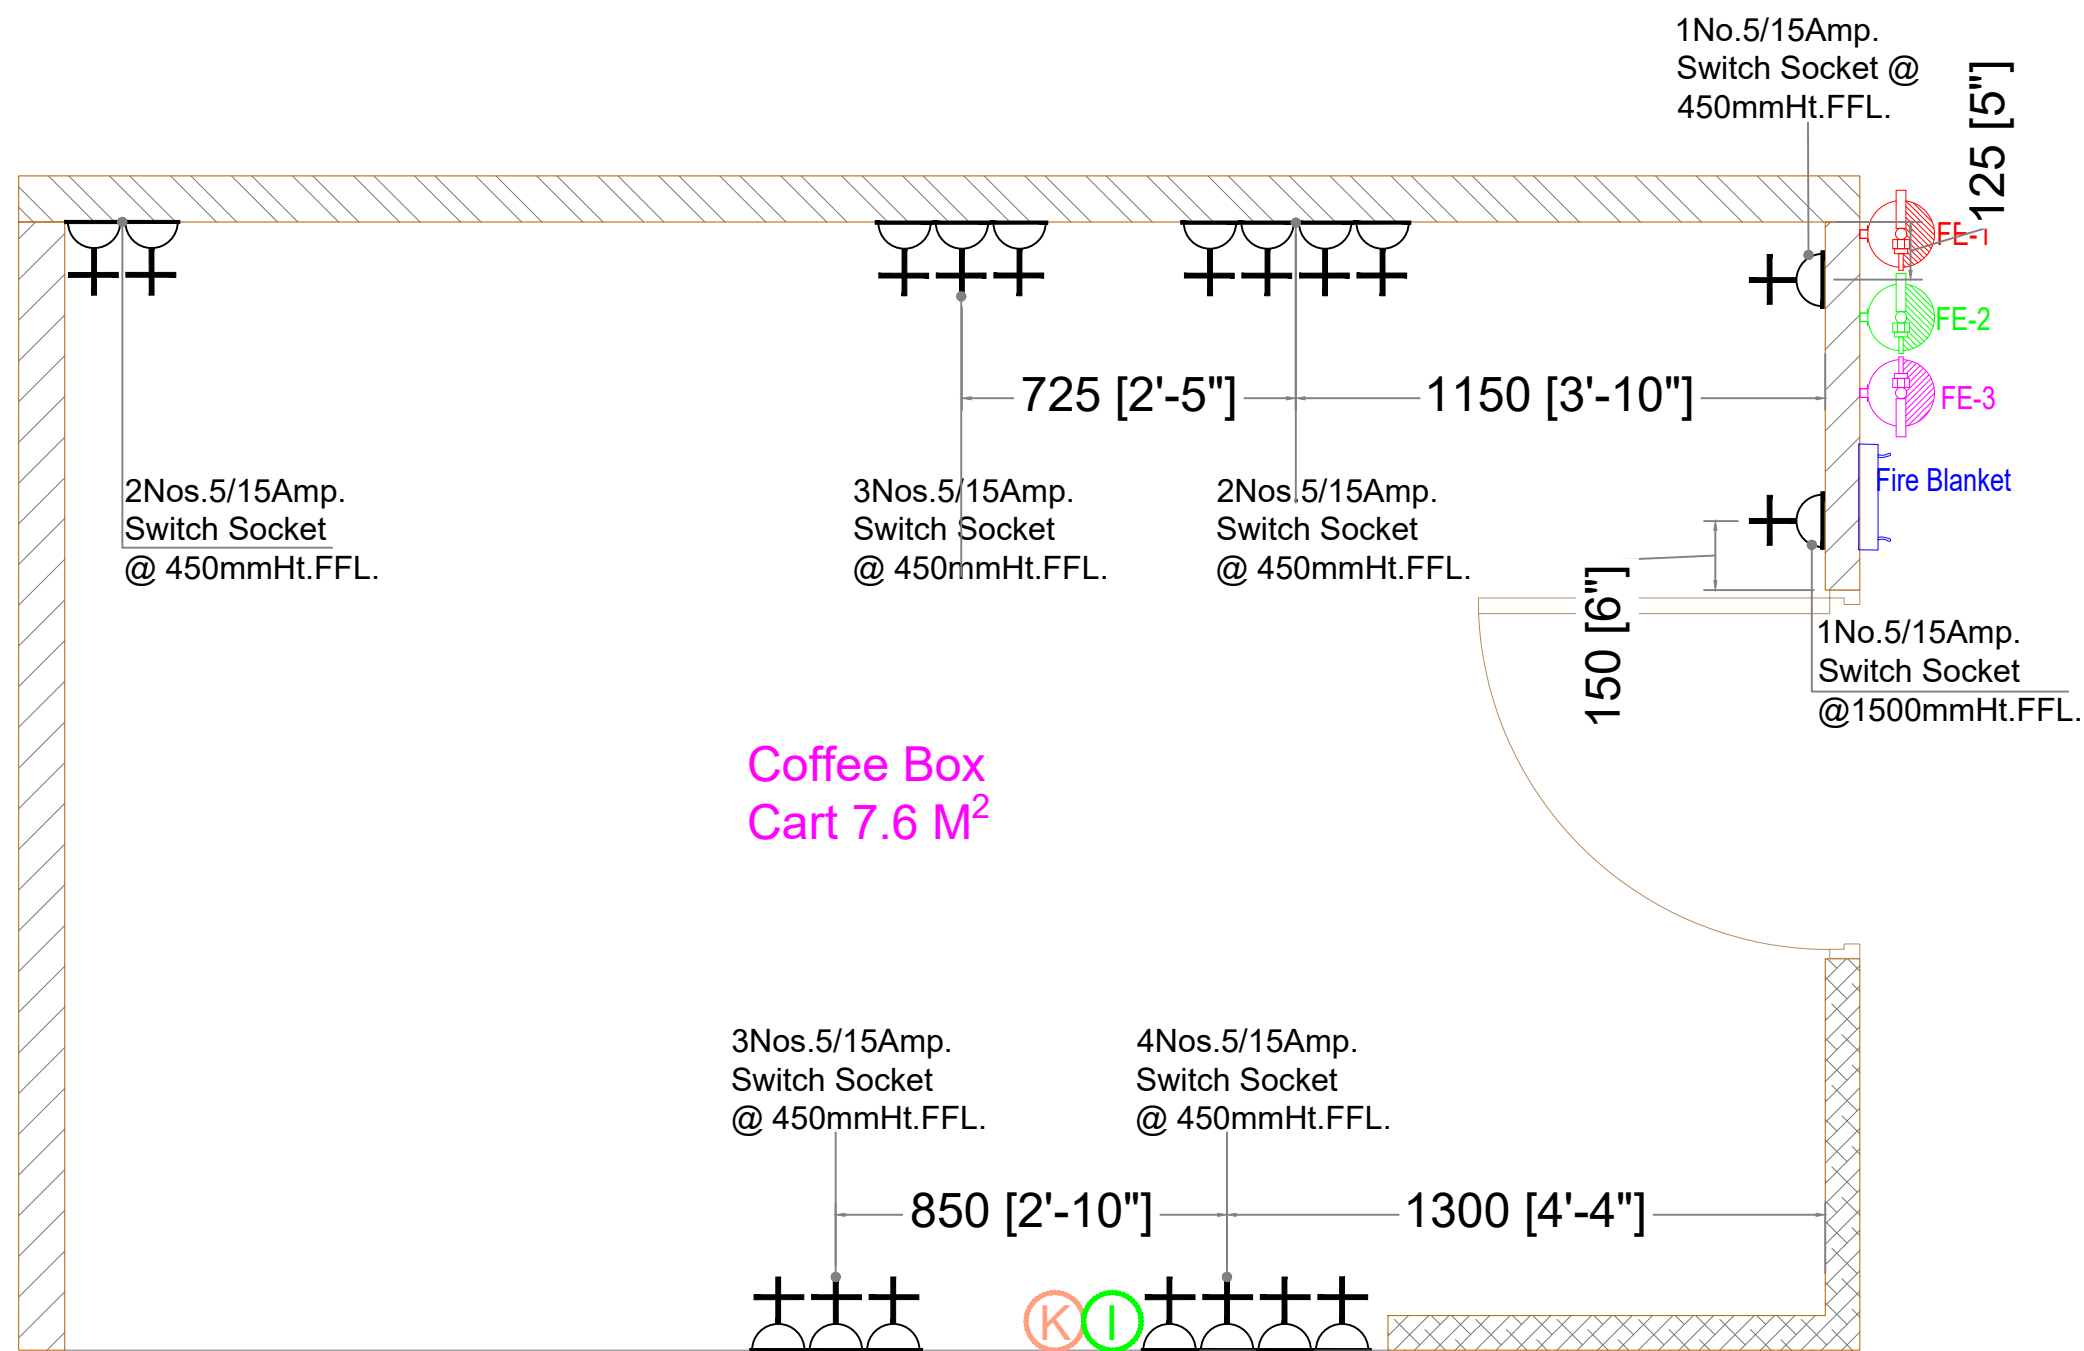 1No.5/15Amp.
Switch Socket @
450mmHt.FFL.
125 [5"]
FE-1
FE-2
FE-3
Fire Blanket
725 [2'-5"]
1150 [3'-10"]
2Nos.5/15Amp.
Switch Socket
@ 450mmHt.FFL.
3Nos.5/15Amp.
Switch Socket
@ 450mmHt.FFL.
2Nos.5/15Amp.
Switch Socket
@ 450mmHt.FFL.
150 [6"]
1No.5/15Amp.
Switch Socket
@1500mmHt.FFL.
Coffee Box
Cart 7.6 M²
3Nos.5/15Amp.
Switch Socket
@ 450mmHt.FFL.
4Nos.5/15Amp.
Switch Socket
@ 450mmHt.FFL.
850 [2'-10"]
1300 [4'-4"]
K
I